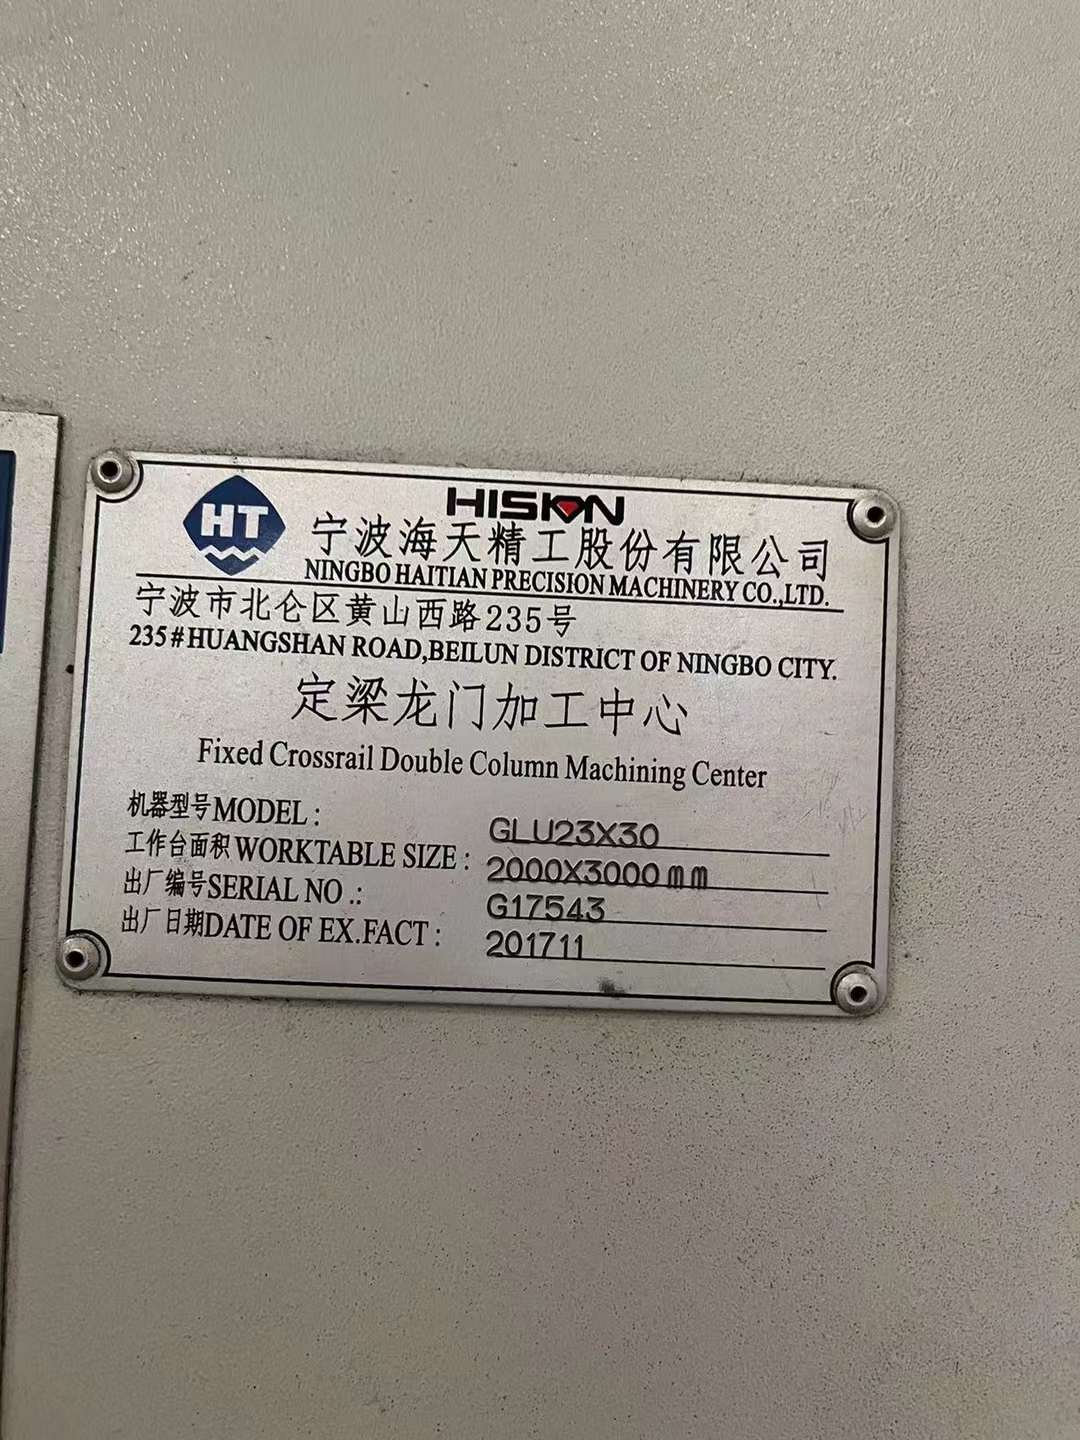 HISION
HT
宁波海天精工股份有限公司
NINGBO HAITIAN PRECISION MACHINERY CO.,LTD.
宁波市北仑区黄山西路235号
235#HUANGSHAN ROAD,BEILUN DISTRICT OF NINGBO CITY.
定梁龙门加工中心
Fixed Crossrail Double Column Machining Center
机器型号MODEL: GLU23X30
工作台面积WORKTABLE SIZE: 2000X3000mm
出厂编号SERIAL NO.: G17543
出厂日期DATE OF EX.FACT: 201711